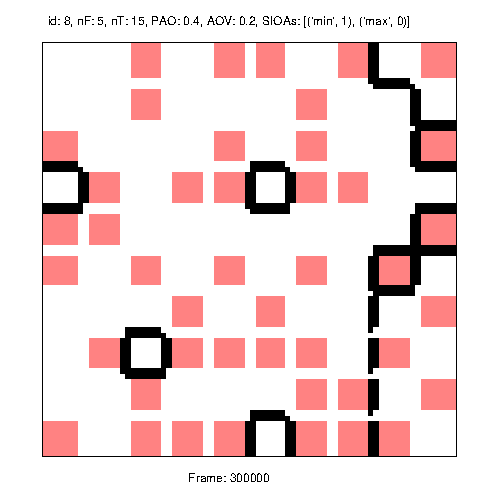 id: 8, nF: 5, nT: 15, PAO: 0.4, AOV: 0.2, SIOAs: [('min', 1), ('max', 0)]
Frame: 300000